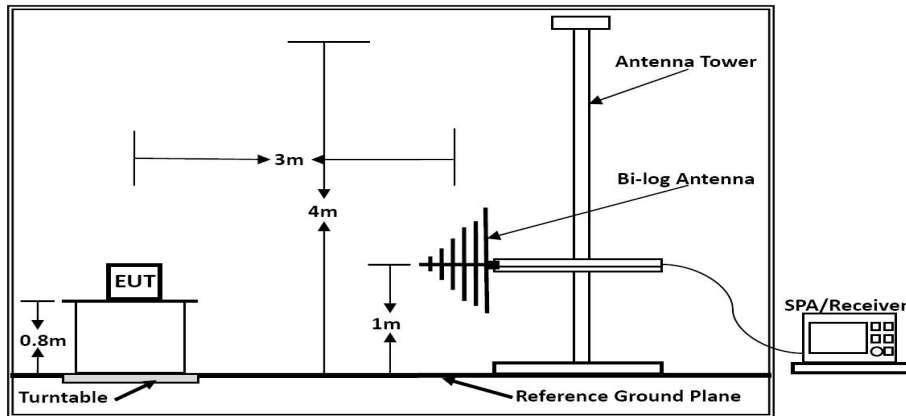 Antenna Tower
3m
Bi-log Antenna
4m
EUT
SPA/Receiver
0.8m
1m
Turntable
Reference Ground Plane